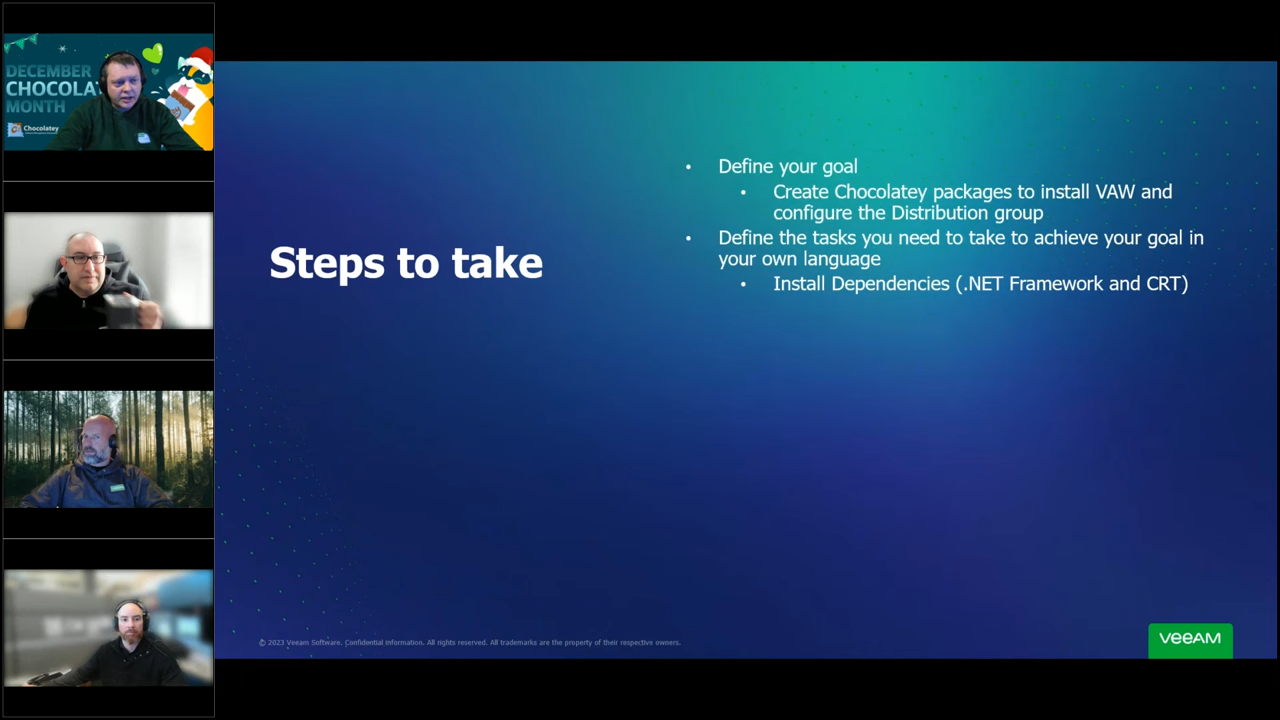 DECEMBER
CHOCOLAT
MONTH
Chocolatey
Steps to take
• Define your goal
• Create Chocolatey packages to install VAW and
configure the Distribution group
• Define the tasks you need to take to achieve your goal in
your own language
• Install Dependencies (.NET Framework and CRT)
© 2023 Veeam Software. Confidential information. All rights reserved. All trademarks are the property of their respective owners.
veeam